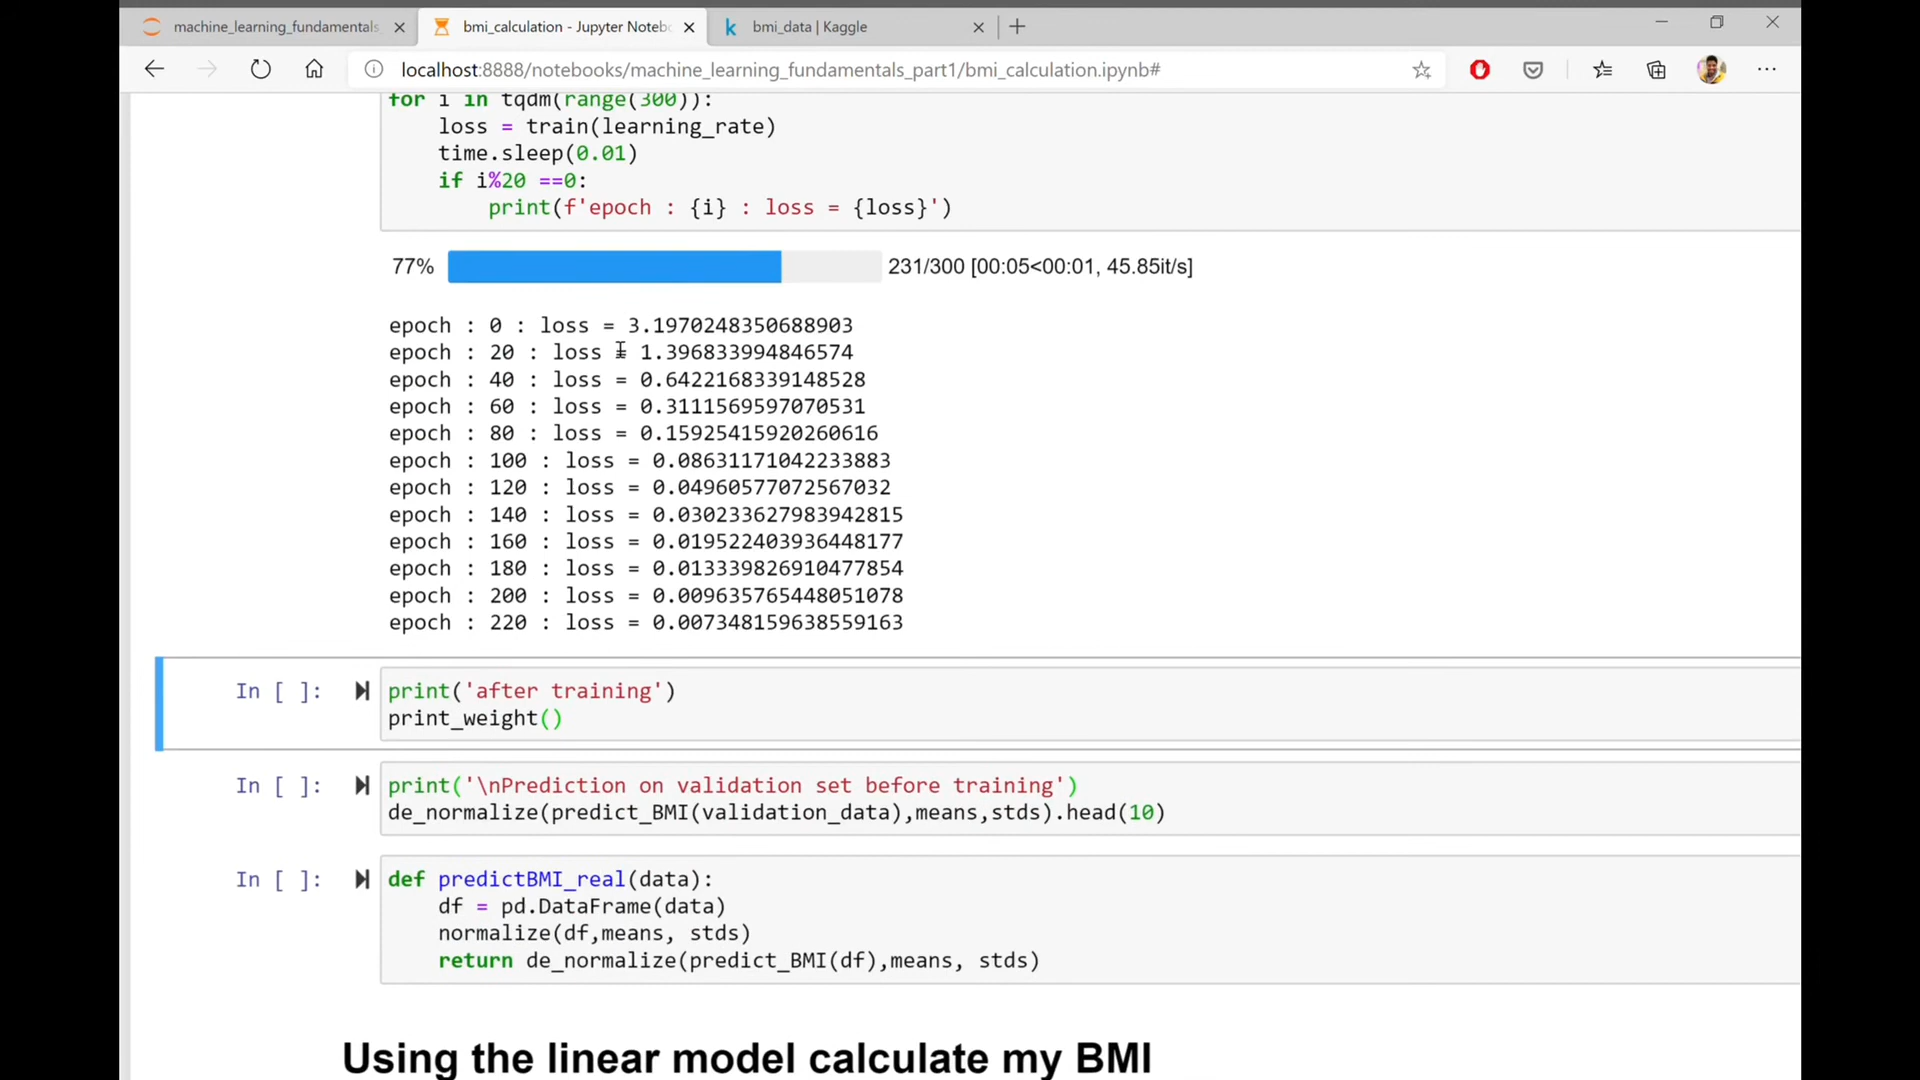 machine_learning_fundamentals
bmi_calculation - Jupyter Notebo
bmi_data | Kaggle
localhost:8888/notebooks/machine_learning_fundamentals_part1/bmi_calculation.ipynb#
for i in tqdm(range(300)):
loss = train(learning_rate)
time.sleep(0.01)
if i%20 ==0:
print(f'epoch : {i} : loss = {loss}')
77% 231/300 [00:05<00:01, 45.85it/s]
epoch : 0 : loss = 3.1970248350688903
epoch : 20 : loss = 1.396833994846574
epoch : 40 : loss = 0.6422168339148528
epoch : 60 : loss = 0.3111569597070531
epoch : 80 : loss = 0.15925415920260616
epoch : 100 : loss = 0.08631171042233883
epoch : 120 : loss = 0.04960577072567032
epoch : 140 : loss = 0.030233627983942815
epoch : 160 : loss = 0.019522403936448177
epoch : 180 : loss = 0.013339826910477854
epoch : 200 : loss = 0.009635765448051078
epoch : 220 : loss = 0.007348159638559163
In [ ]: print('after training')
print_weight()
In [ ]: print('\nPrediction on validation set before training')
de_normalize(predict_BMI(validation_data),means,stds).head(10)
In [ ]: def predictBMI_real(data):
df = pd.DataFrame(data)
normalize(df,means, stds)
return de_normalize(predict_BMI(df),means, stds)
Using the linear model calculate my BMI